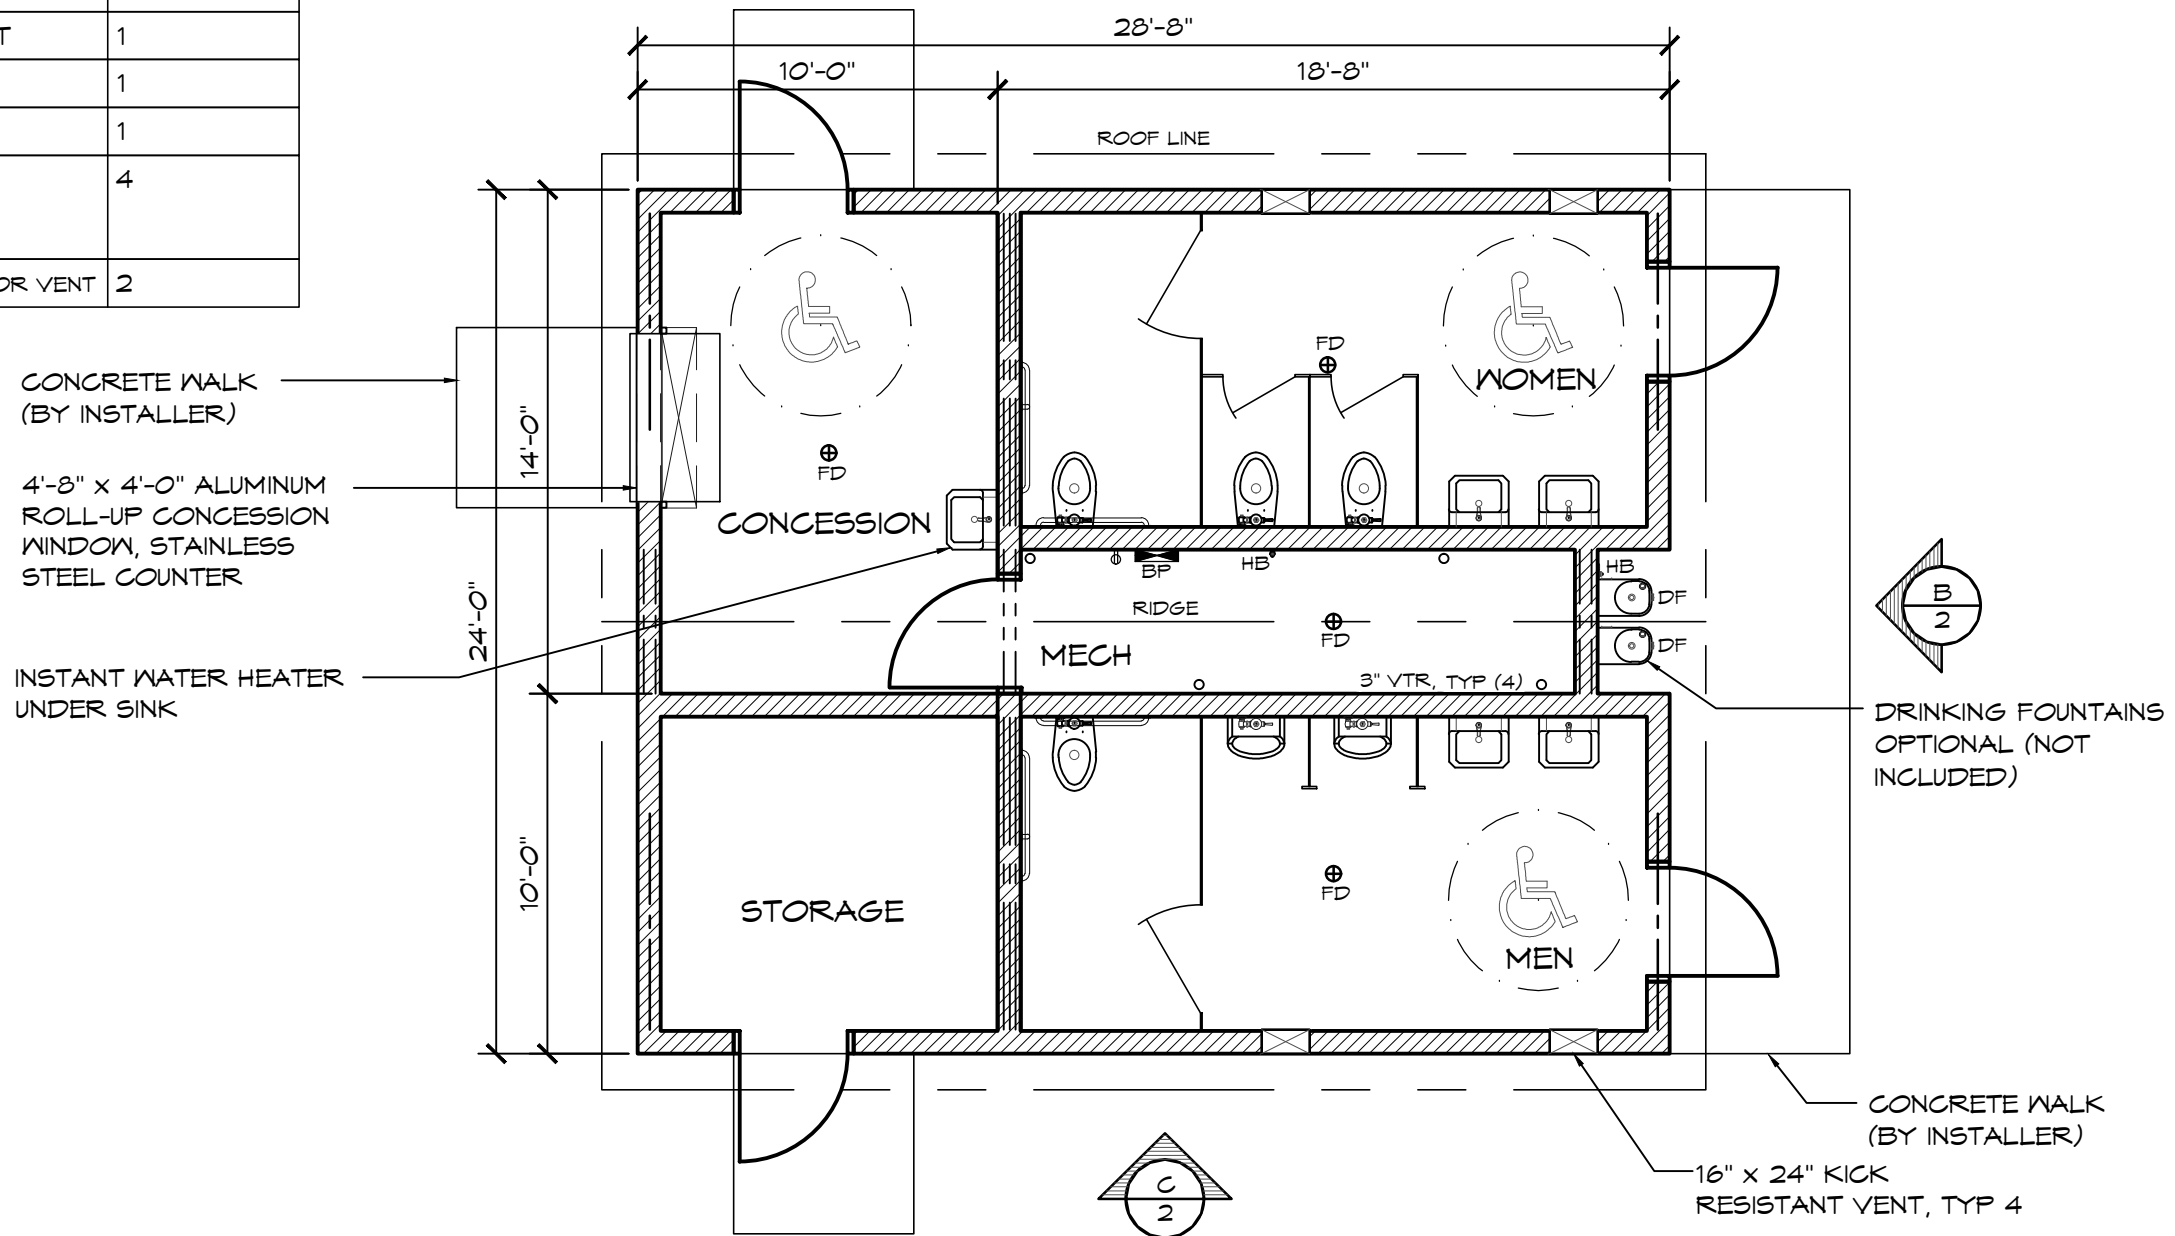 T 1
1
1
4
OR VENT 2
28'-8"
10'-0"
18'-8"
ROOF LINE
CONCRETE WALK
(BY INSTALLER)
4'-8" x 4'-0" ALUMINUM
ROLL-UP CONCESSION
WINDOW, STAINLESS
STEEL COUNTER
INSTANT WATER HEATER
UNDER SINK
14'-0"
24'-0"
10'-0"
FD
CONCESSION
FD
WOMEN
BP
HB
RIDGE
FD
MECH
3" VTR, TYP (4)
HB
DF
DF
B
2
DRINKING FOUNTAINS
OPTIONAL (NOT
INCLUDED)
STORAGE
FD
MEN
CONCRETE WALK
(BY INSTALLER)
16" x 24" KICK
RESISTANT VENT, TYP 4
C
2